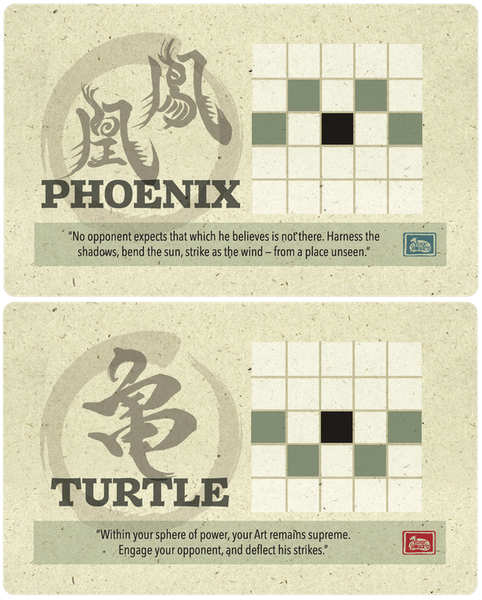 鳳
凰
PHOENIX
"No opponent expects that which he believes is not there. Harness the
shadows, bend the sun, strike as the wind – from a place unseen."
亀
TURTLE
"Within your sphere of power, your Art remains supreme.
Engage your opponent, and deflect his strikes."